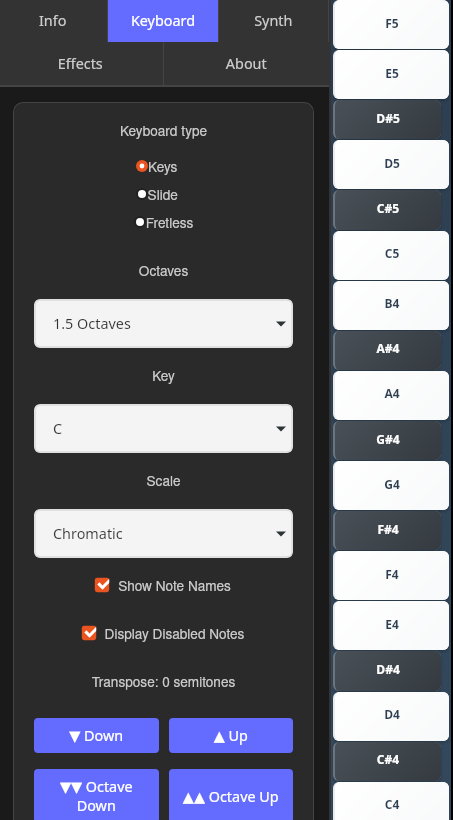 Info
Keyboard
Synth
Effects
About
Keyboard type
Keys
Slide
Fretless
Octaves
1.5 Octaves
Key
C
Scale
Chromatic
Show Note Names
Display Disabled Notes
Transpose: 0 semitones
▼ Down
▲ Up
▼▼ Octave
Down
▲▲ Octave Up
F5
E5
D#5
D5
C#5
C5
B4
A#4
A4
G#4
G4
F#4
F4
E4
D#4
D4
C#4
C4